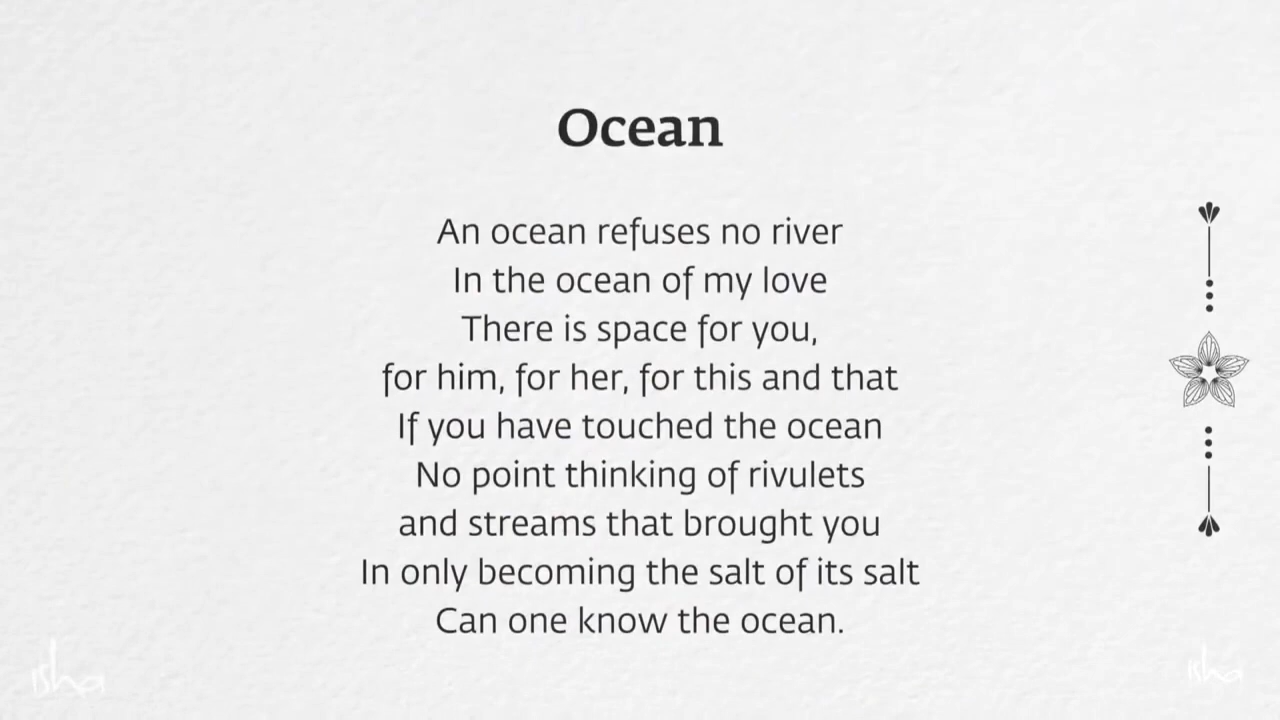 Ocean
An ocean refuses no river
In the ocean of my love
There is space for you,
for him, for her, for this and that
If you have touched the ocean
No point thinking of rivulets
and streams that brought you
In only becoming the salt of its salt
Can one know the ocean.
isha
isha